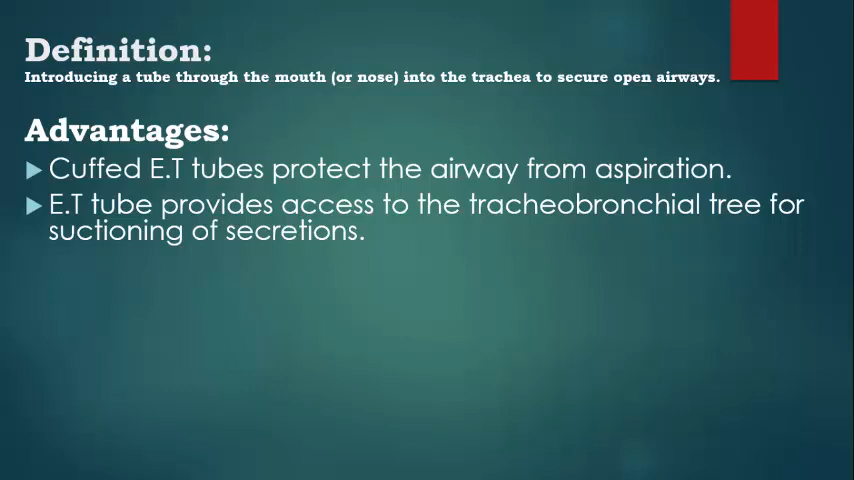 Definition:
Introducing a tube through the mouth (or nose) into the trachea to secure open airways.
Advantages:
Cuffed E.T tubes protect the airway from aspiration.
E.T tube provides access to the tracheobronchial tree for
suctioning of secretions.